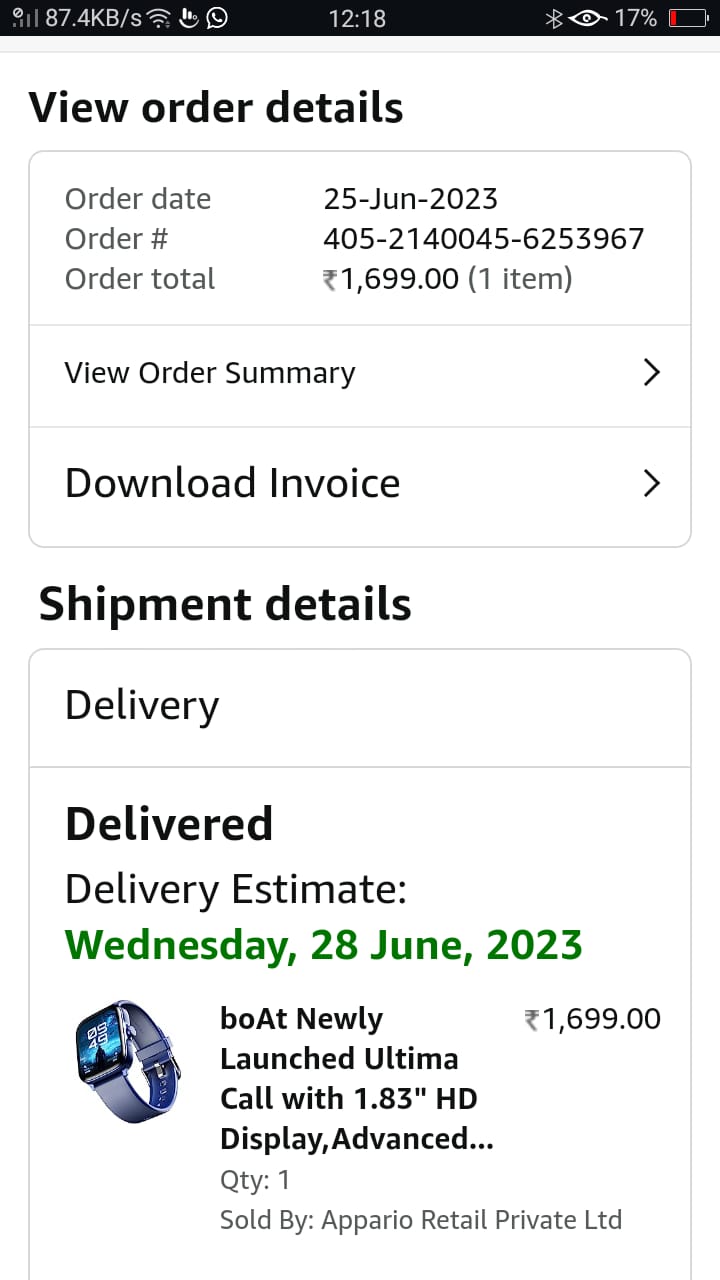 87.4KB/s 12:18 17%
View order details
Order date 25-Jun-2023
Order # 405-2140045-6253967
Order total ₹1,699.00 (1 item)
View Order Summary
Download Invoice
Shipment details
Delivery
Delivered
Delivery Estimate:
Wednesday, 28 June, 2023
boAt Newly ₹1,699.00
Launched Ultima
Call with 1.83" HD
Display,Advanced...
Qty: 1
Sold By: Appario Retail Private Ltd